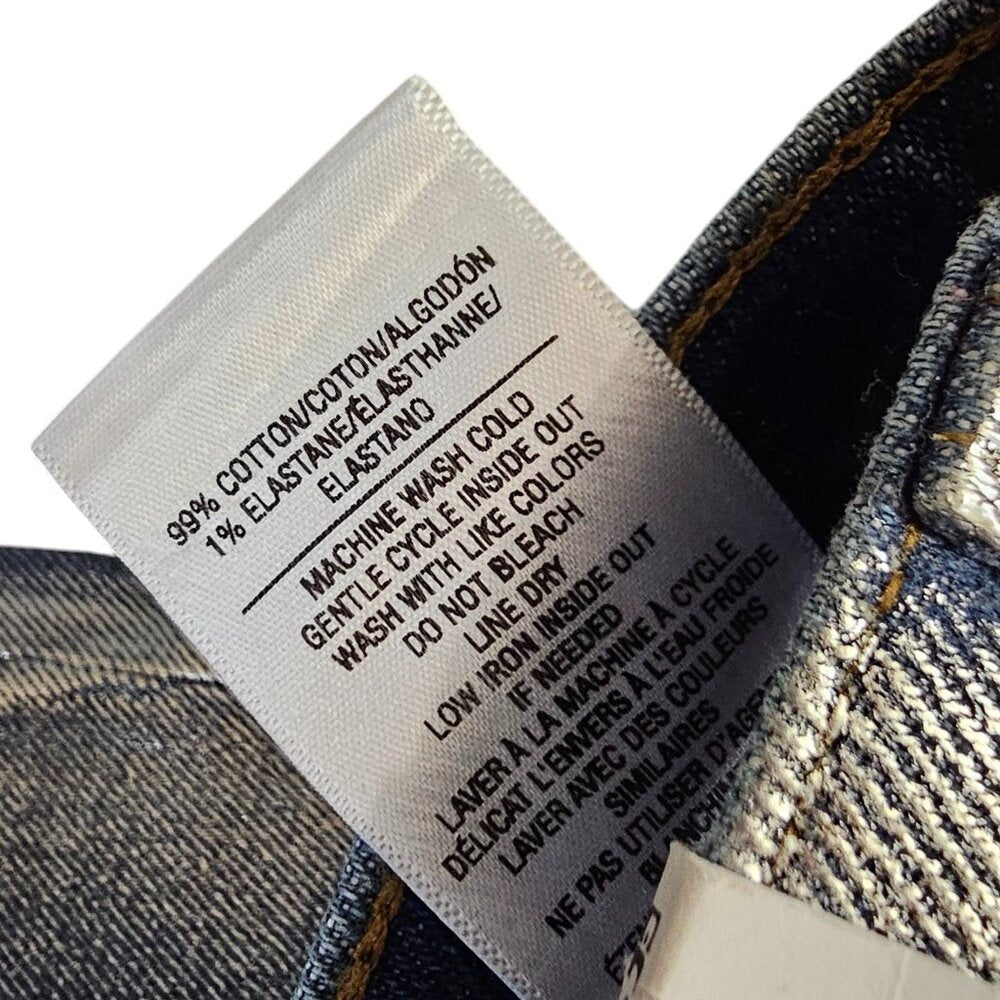 99% COTTON/COTON/ALGODÓN
1% ELASTANE/ÉLASTHANNE/
ELASTANO
MACHINE WASH COLD
GENTLE CYCLE INSIDE OUT
WASH WITH LIKE COLORS
DO NOT BLEACH
LINE DRY
LOW IRON INSIDE OUT
IF NEEDED
LAVER À LA MACHINE À CYCLE
DÉLICAT L'ENVERS À L'EAU FROIDE
LAVER AVEC DES COULEURS
SIMILAIRES
NE PAS UTILISER